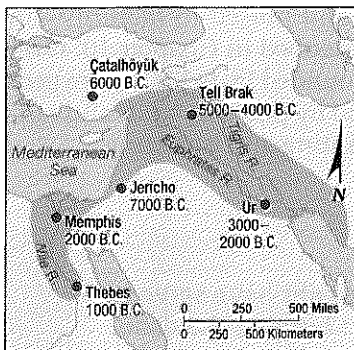 Çatalhöyük
6000 B.C.
Tell Brak
5000–4000 B.C.
Tigris R.
Euphrates R.
Mediterranean
Sea
Jericho
7000 B.C.
N
Ur
3000–
2000 B.C.
Memphis
2000 B.C.
Nile R.
Thebes
1000 B.C.
0 250 500 Miles
0 250 500 Kilometers